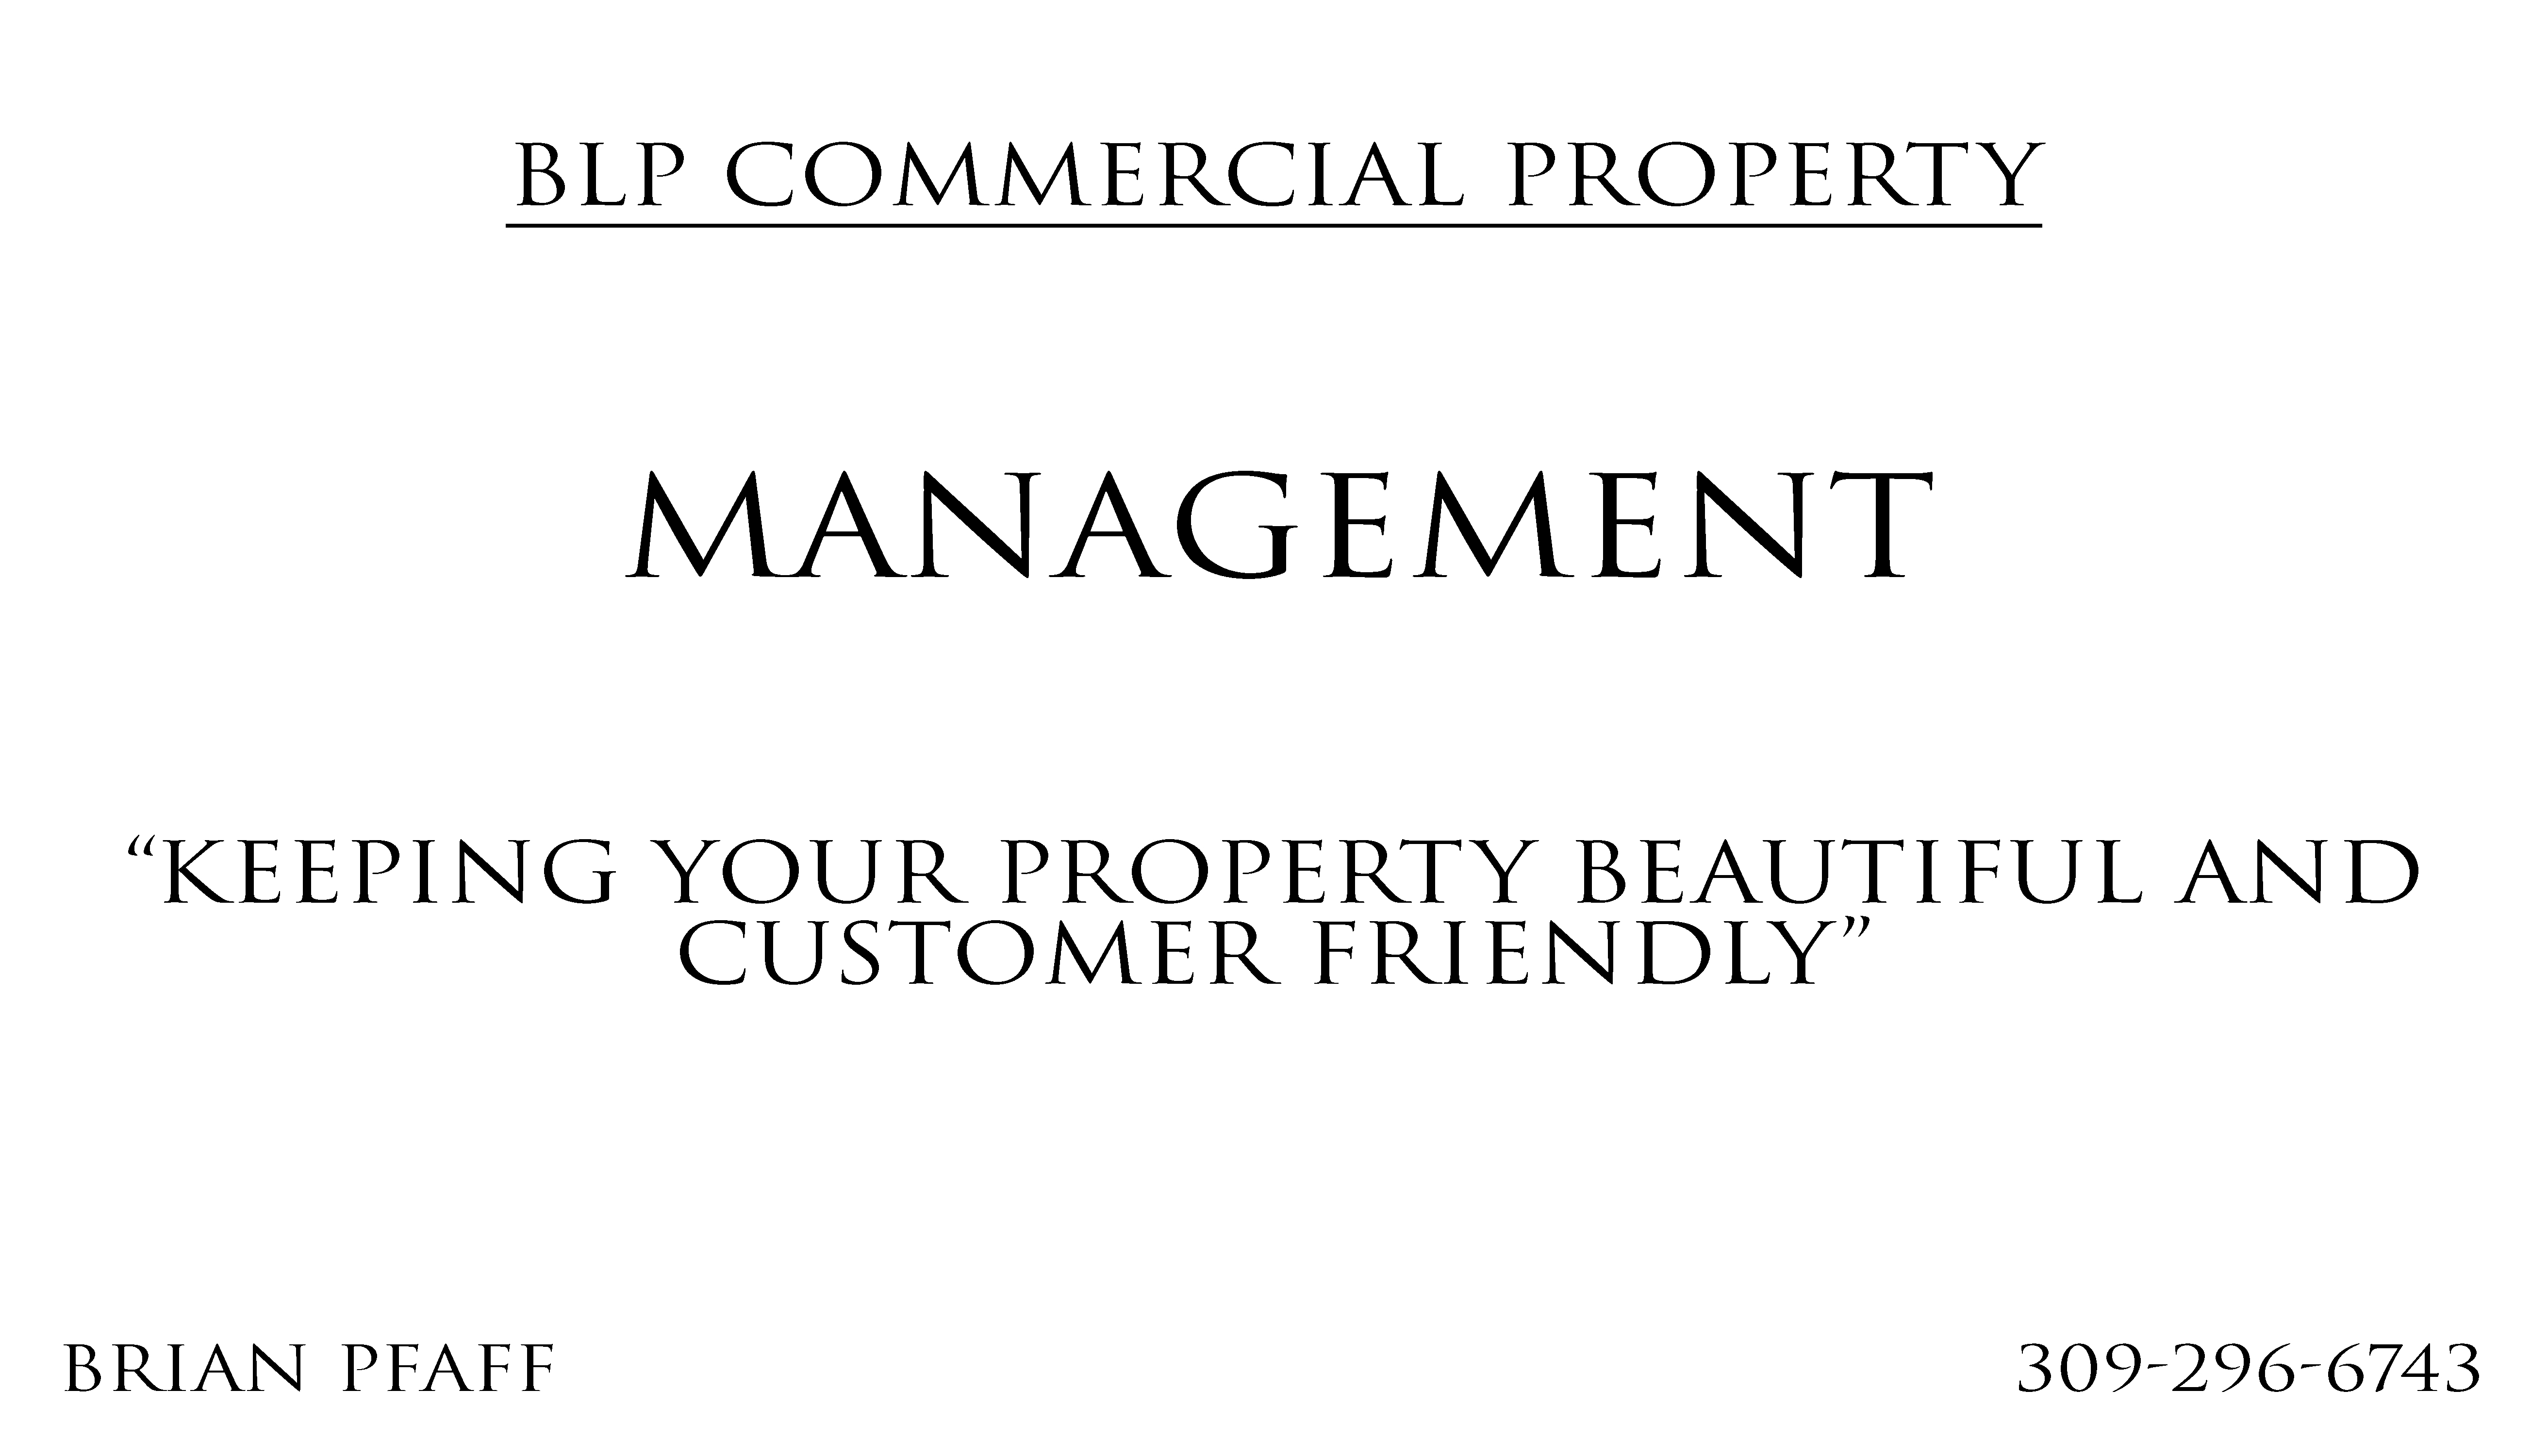 BLP COMMERCIAL PROPERTY
MANAGEMENT
“KEEPING YOUR PROPERTY BEAUTIFUL AND
CUSTOMER FRIENDLY”
BRIAN PFAFF
309-296-6743